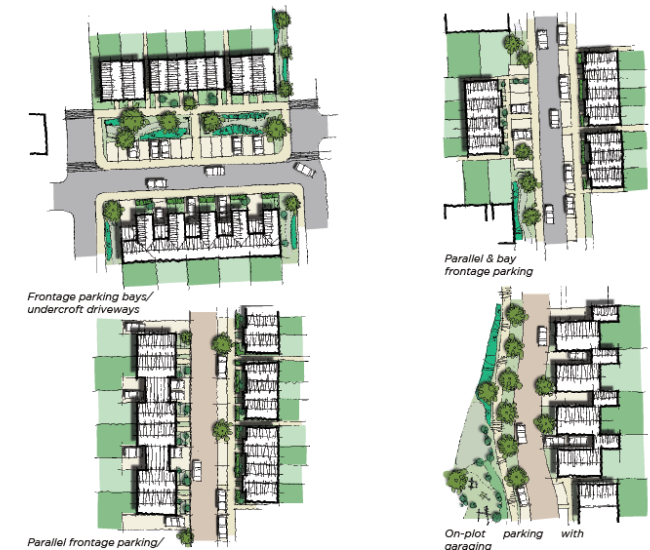 Frontage parking bays/
undercroft driveways
Parallel & bay
frontage parking
Parallel frontage parking/
On-plot parking with
garaging